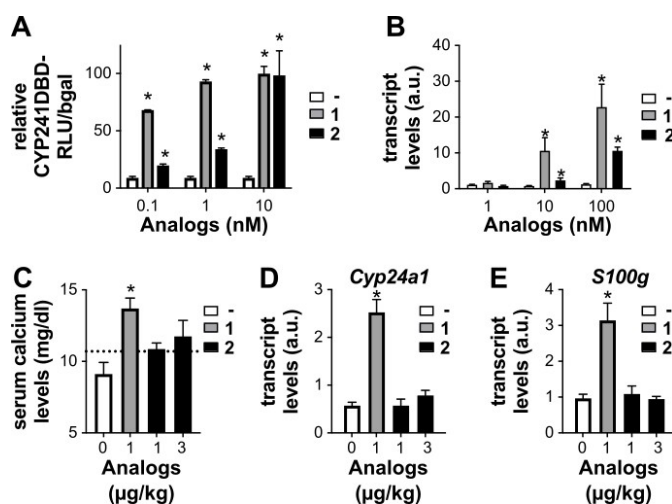 A
relative
CYP241DBD-
RLU/bgal
100
50
0
0.1 1 10
Analogs (nM)
-
1
2
* * * * * *
B
transcript
levels (a.u.)
40
30
20
10
0
1 10 100
Analogs (nM)
-
1
2
* * * *
C
serum calcium
levels (mg/dl)
15
10
5
0 1 1 3
Analogs
(µg/kg)
-
1
2
*
D
Cyp24a1
transcript
levels (a.u.)
3
2
1
0
0 1 1 3
Analogs
(µg/kg)
-
1
2
*
E
S100g
transcript
levels (a.u.)
4
3
2
1
0
0 1 1 3
Analogs
(µg/kg)
-
1
2
*